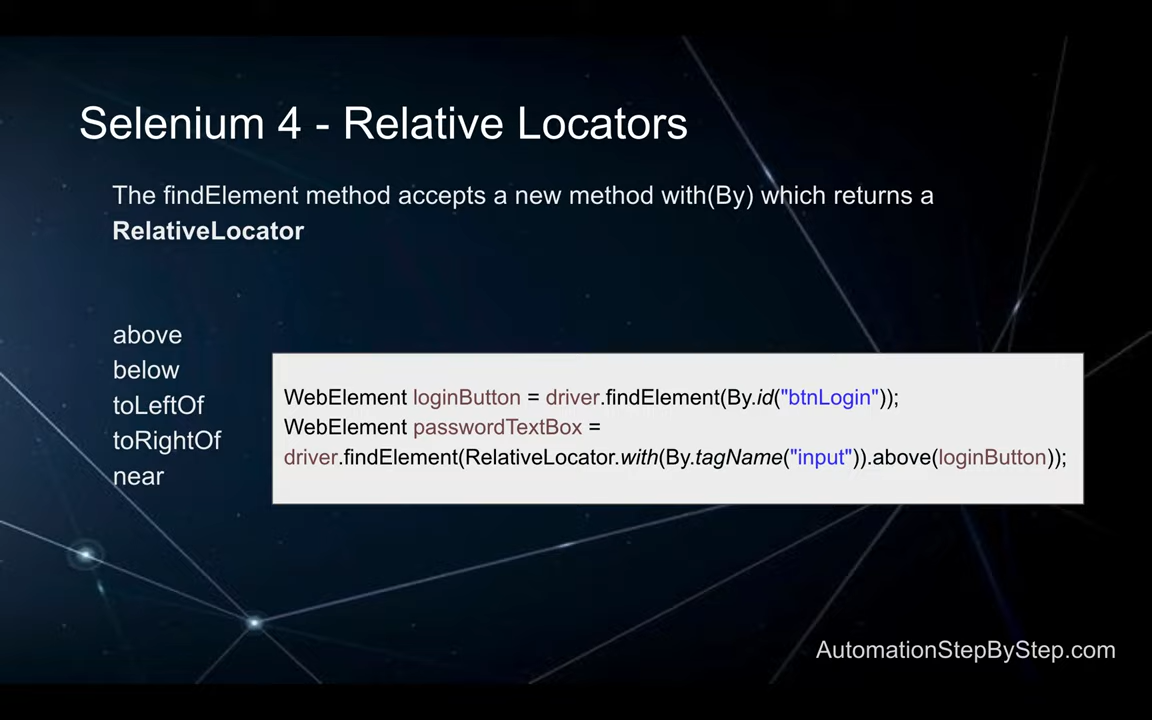 Selenium 4 - Relative Locators
The findElement method accepts a new method with(By) which returns a
RelativeLocator
above
below
toLeftOf
toRightOf
near
WebElement loginButton = driver.findElement(By.id("btnLogin"));
WebElement passwordTextBox =
driver.findElement(RelativeLocator.with(By.tagName("input")).above(loginButton));
AutomationStepByStep.com